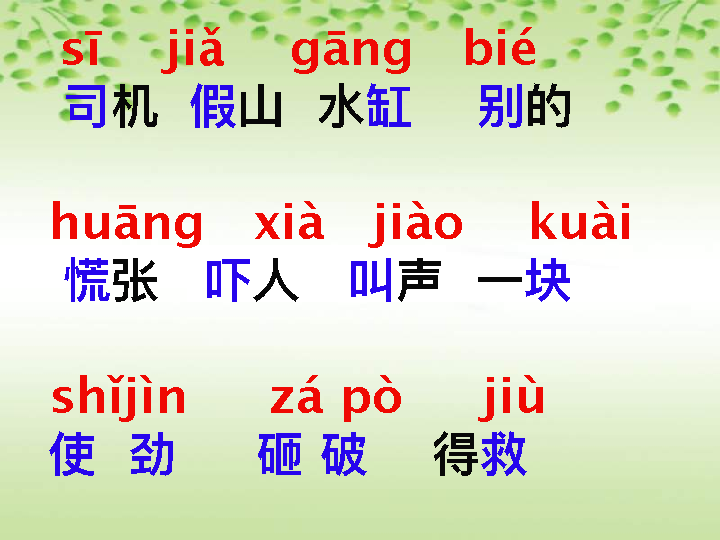 sī jiǎ gāng bié
司机 假山 水缸 别的
huāng xià jiào kuài
慌张 吓人 叫声 一块
shǐjìn zá pò jiù
使 劲 砸 破 得救